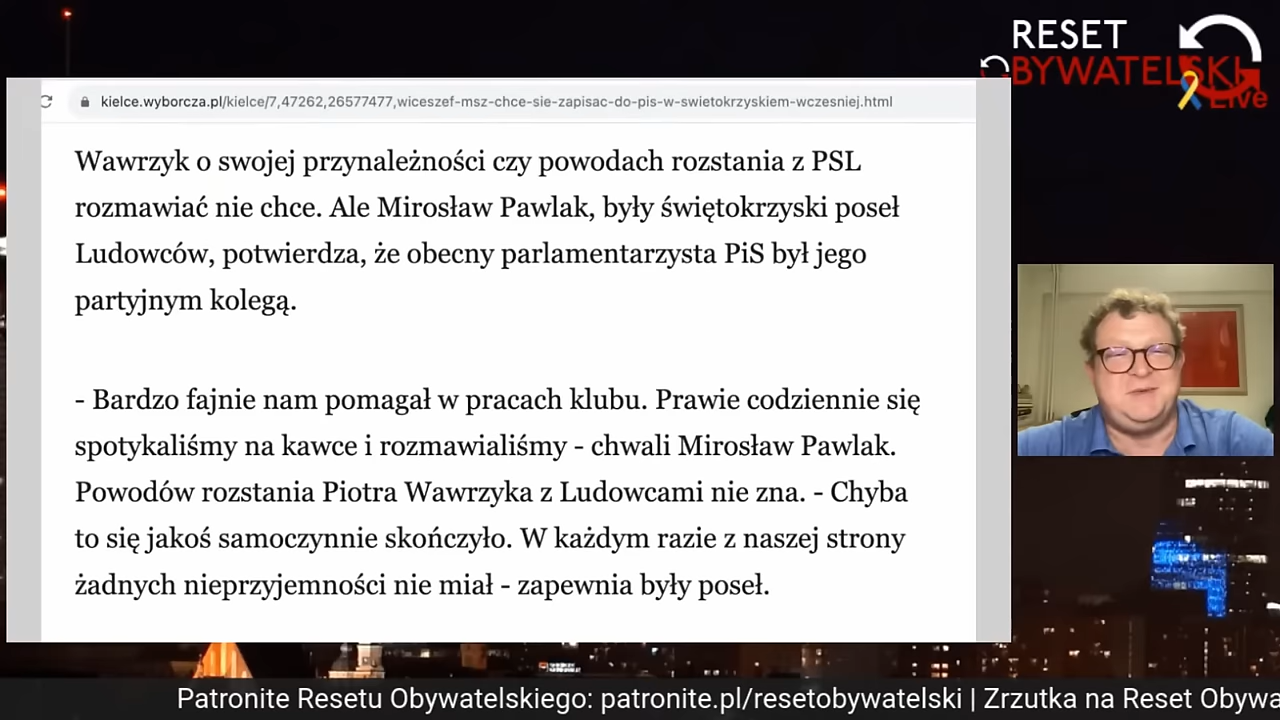 RESET
OBYWATELSKI
Live
kielce.wyborcza.pl/kielce/7,47262,26577477,wiceszef-msz-chce-sie-zapisac-do-pis-w-swietokrzyskiem-wczesniej.html
Wawrzyk o swojej przynależności czy powodach rozstania z PSL
rozmawiać nie chce. Ale Mirosław Pawlak, były świętokrzyski poseł
Ludowców, potwierdza, że obecny parlamentarzysta PiS był jego
partyjnym kolegą.
- Bardzo fajnie nam pomagał w pracach klubu. Prawie codziennie się
spotykaliśmy na kawce i rozmawialiśmy - chwali Mirosław Pawlak.
Powodów rozstania Piotra Wawrzyka z Ludowcami nie zna. - Chyba
to się jakoś samoczynnie skończyło. W każdym razie z naszej strony
żadnych nieprzyjemności nie miał - zapewnia były poseł.
Patronite Resetu Obywatelskiego: patronite.pl/resetobywatelski | Zrzutka na Reset Obywa